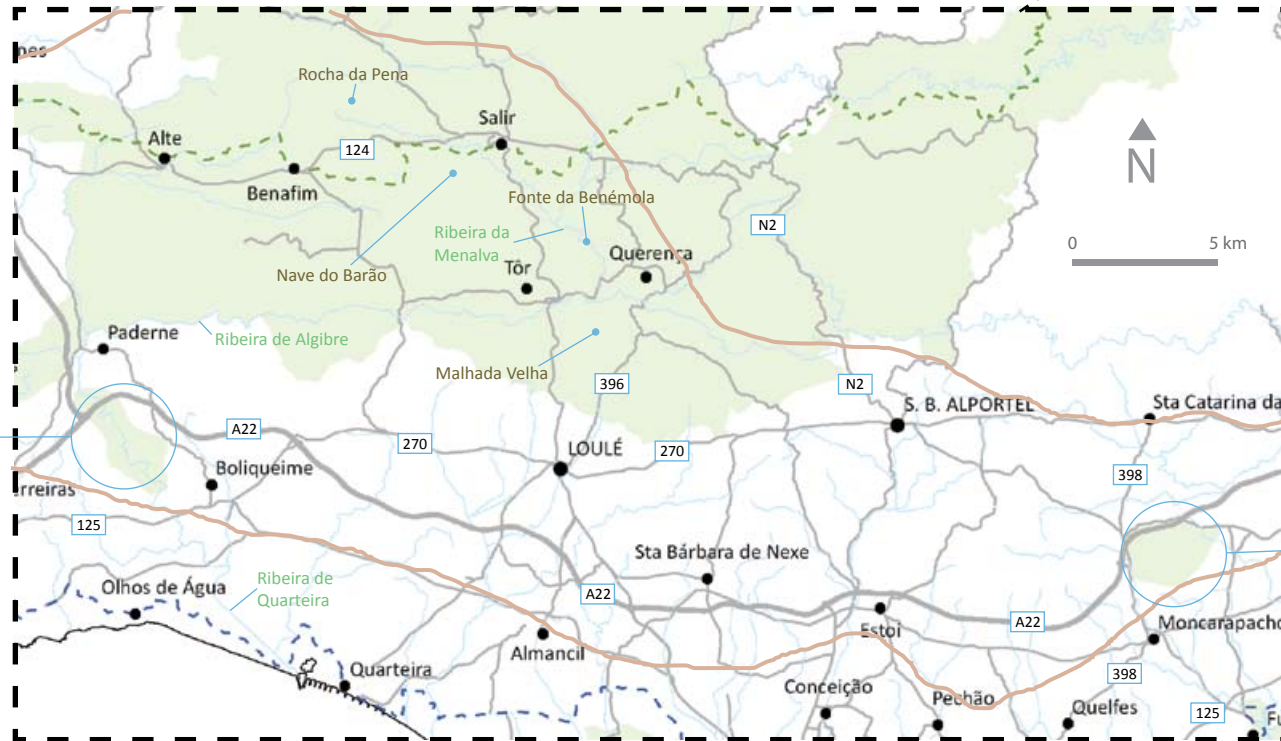 nes
Rocha da Pena
Salir
Alte
124
Benafim
Fonte da Benémola
N2
N
Ribeira da
Menalva
Querença
0 5 km
Nave do Barão
Tôr
Paderne
Ribeira de Algibre
Malhada Velha
396
N2
S. B. ALPORTEL
Sta Catarina da
A22
270
LOULÉ
270
Boliqueime
398
erreiras
125
Sta Bárbara de Nexe
Olhos de Água
Ribeira de
Quarteira
A22
Estoi
A22
Moncarapacho
Almancil
Quarteira
398
Conceição
Pechão
Quelfes
125
Fu